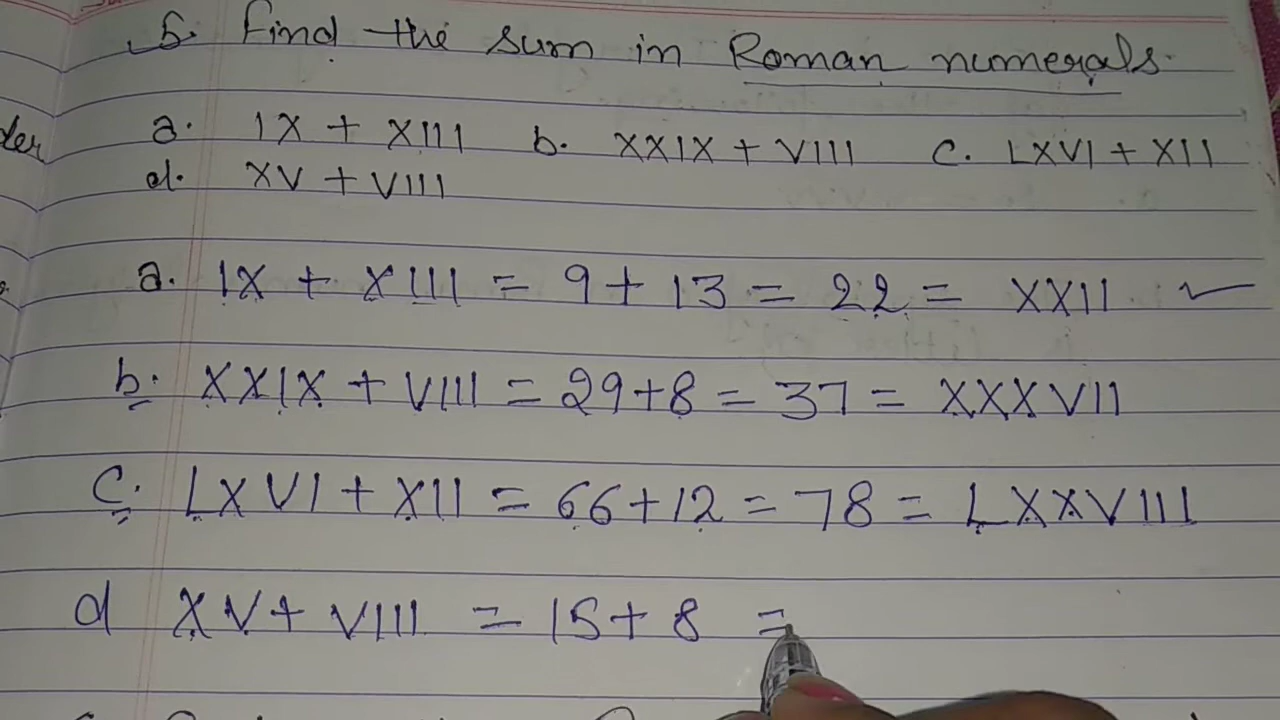 5. Find the sum in Roman numerals.
a. IX + XIII b. XXIX + VIII c. LXVI + XII
d. XV + VIII
a. IX + XIII = 9 + 13 = 22 = XXII ✓
b. XXIX + VIII = 29 + 8 = 37 = XXXVII
c. LXVI + XII = 66 + 12 = 78 = LXXVIII
d XV + VIII = 15 + 8 =